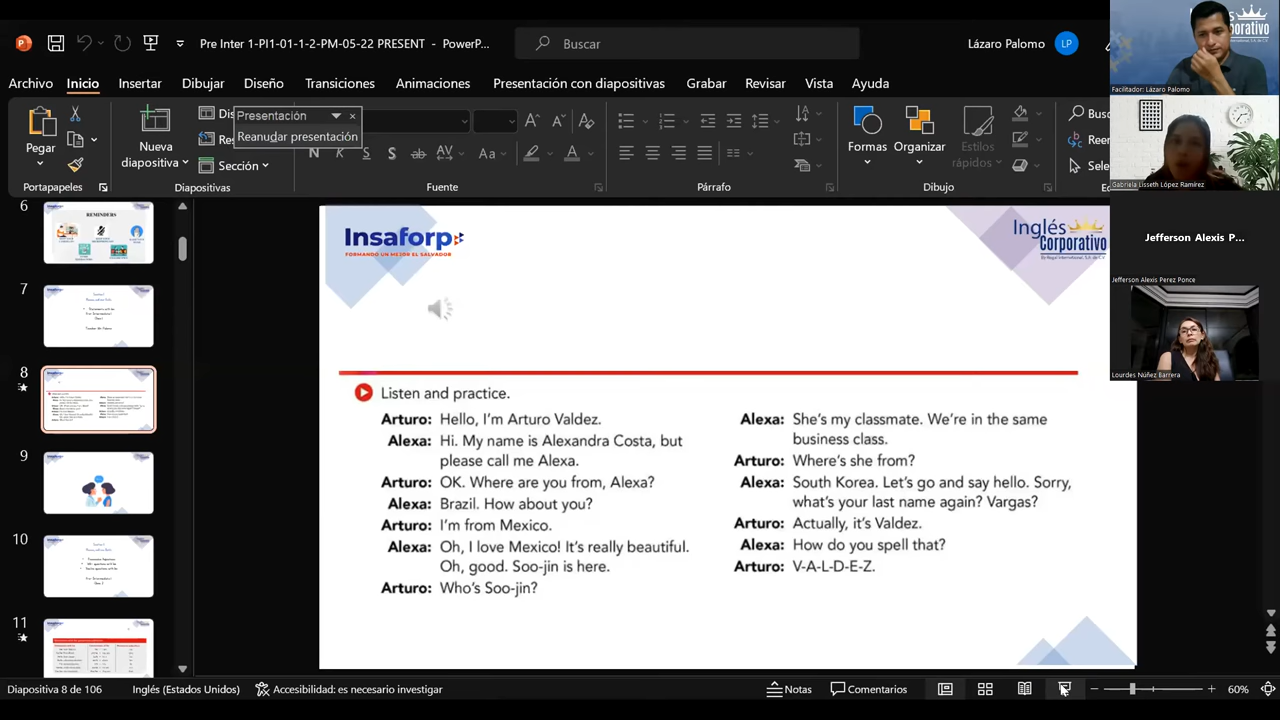 Pre Inter 1-PI1-01-1-2-PM-05-22 PRESENT - PowerP...
Buscar
Lázaro Palomo LP
Archivo Inicio Insertar Dibujar Diseño Transiciones Animaciones Presentación con diapositivas Grabar Revisar Vista Ayuda
Presentación
Reanudar presentación
Pegar
Nueva
diapositiva
Sección
Formas
Organizar
Estilos
rápidos
Portapapeles
Diapositivas
Fuente
Párrafo
Dibujo
6
REMINDERS
7
8
9
10
11
Insaforp
FORMANDO UN MEJOR EL SALVADOR
Inglés
Corporativo
Listen and practice.
Arturo: Hello, I'm Arturo Valdez.
Alexa: Hi. My name is Alexandra Costa, but
please call me Alexa.
Arturo: OK. Where are you from, Alexa?
Alexa: Brazil. How about you?
Arturo: I'm from Mexico.
Alexa: Oh, I love Mexico! It's really beautiful.
Oh, good. Soo-jin is here.
Arturo: Who's Soo-jin?
Alexa: She's my classmate. We're in the same
business class.
Arturo: Where's she from?
Alexa: South Korea. Let's go and say hello. Sorry,
what's your last name again? Vargas?
Arturo: Actually, it's Valdez.
Alexa: How do you spell that?
Arturo: V-A-L-D-E-Z.
Facilitador: Lázaro Palomo
Gabriela Lisseth López Ramírez
Jefferson Alexis P...
Jefferson Alexis Perez Ponce
Lourdes Núñez Barrera
Diapositiva 8 de 106
Inglés (Estados Unidos)
Accesibilidad: es necesario investigar
Notas
Comentarios
60%